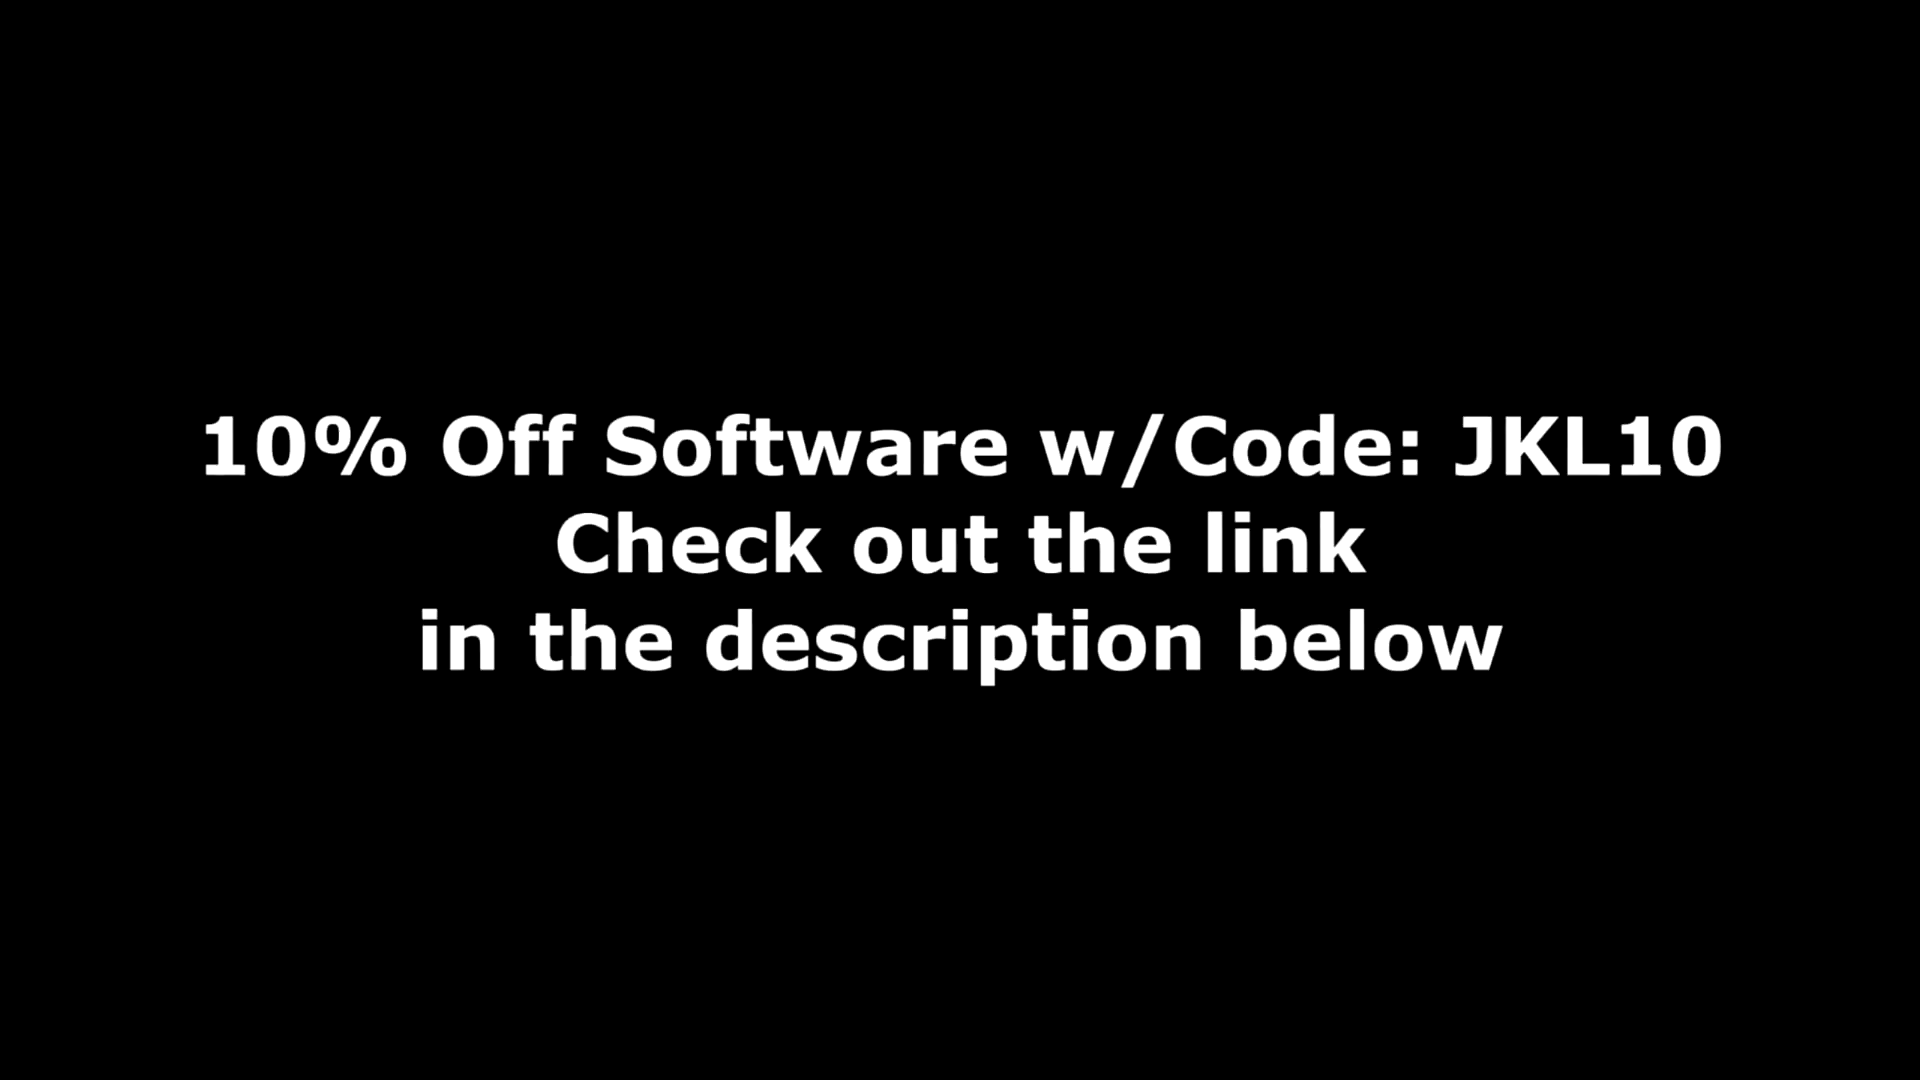 10% Off Software w/Code: JKL10
Check out the link
in the description below